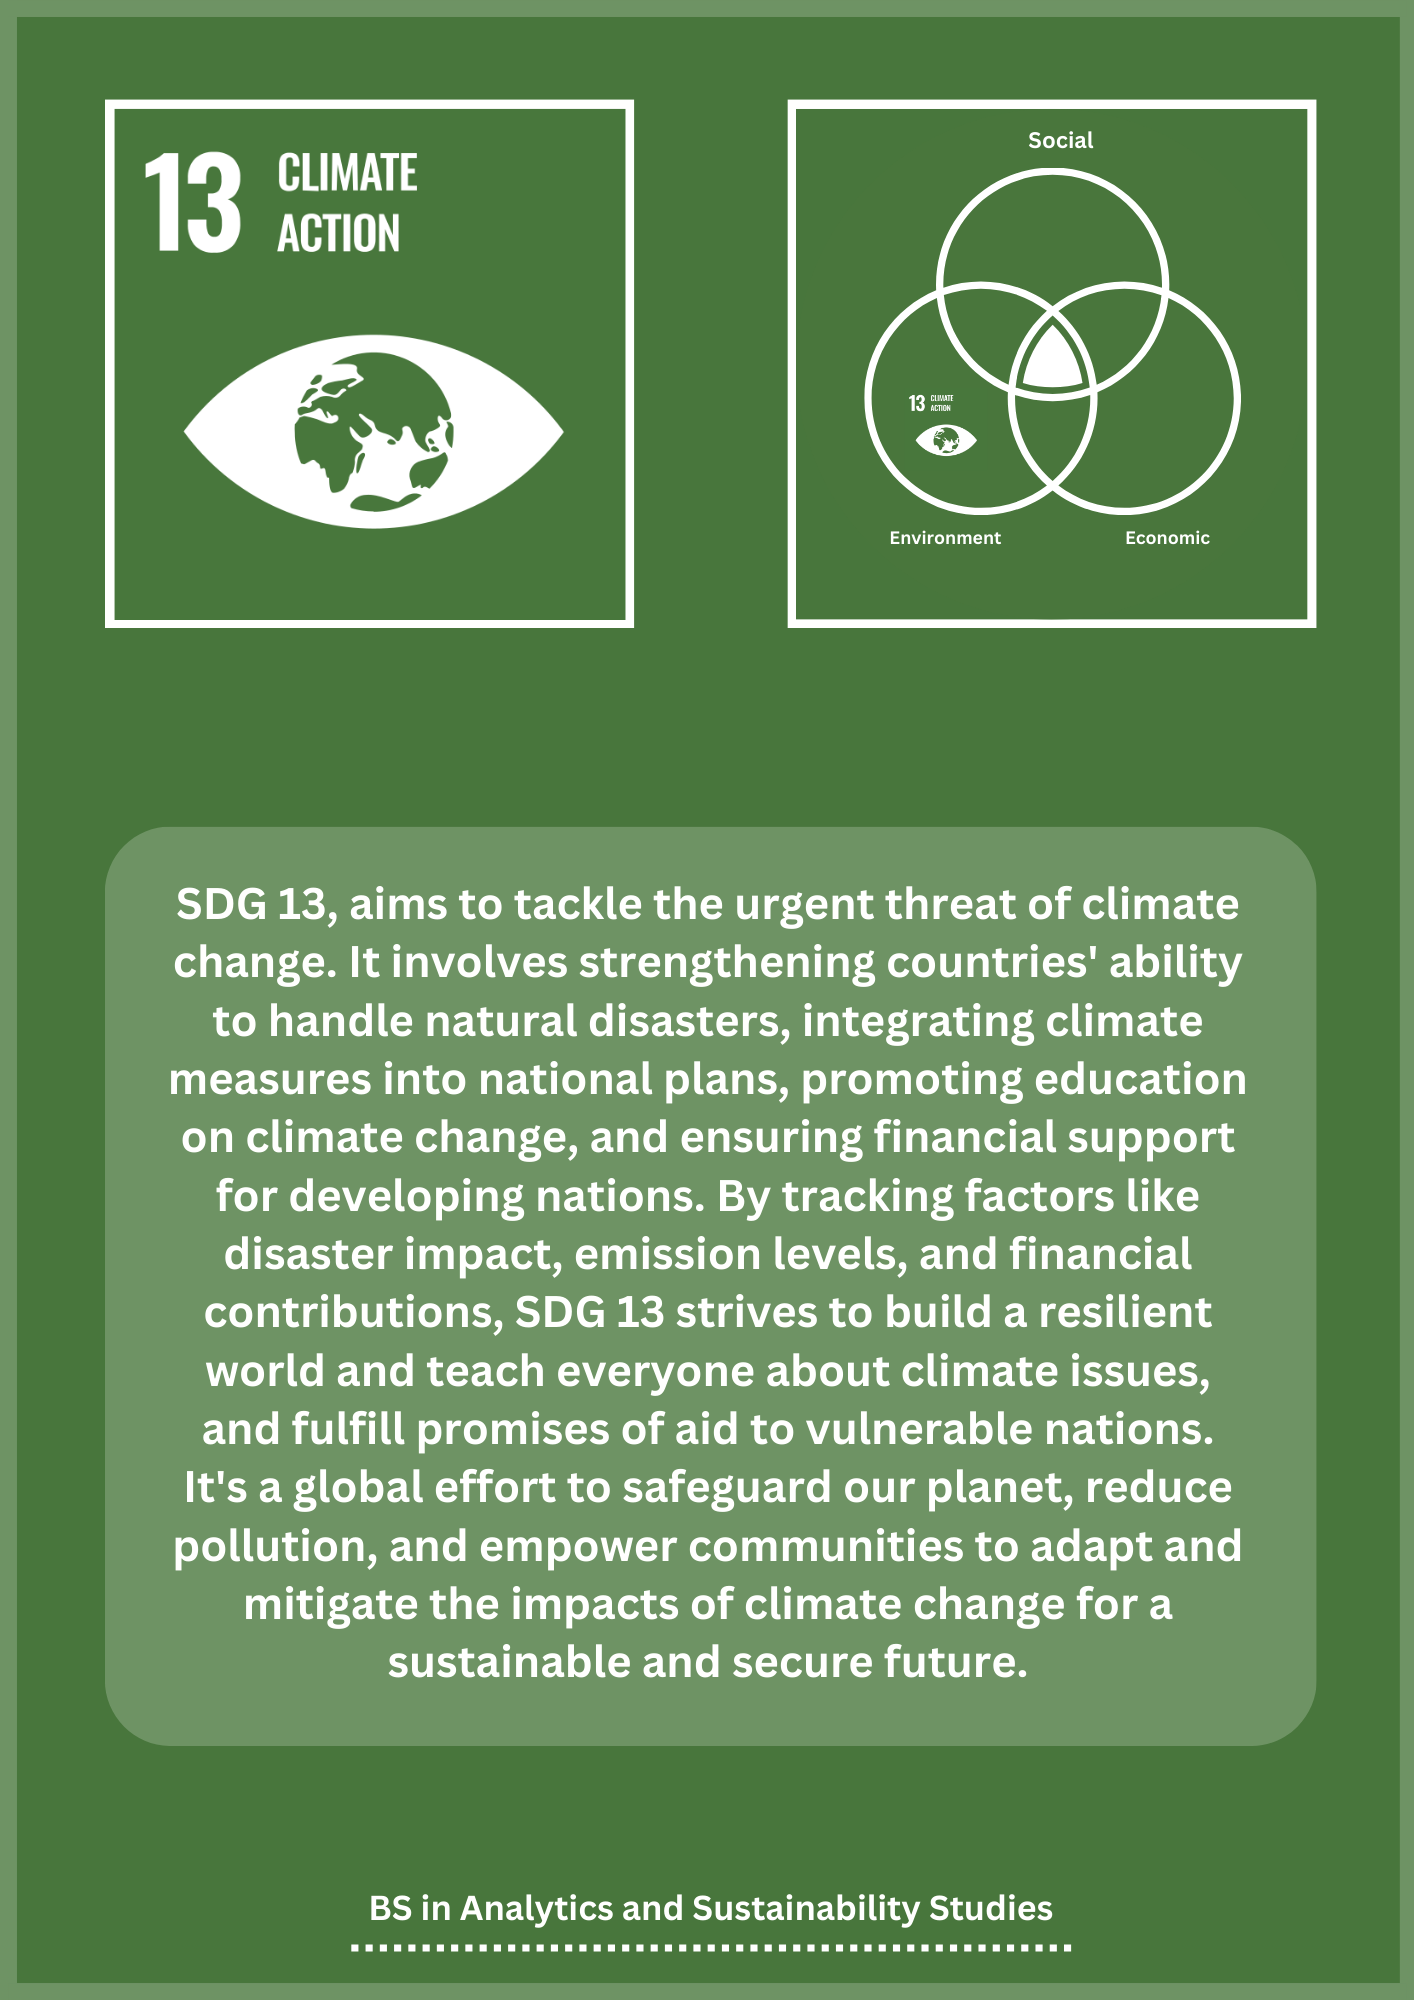 13 CLIMATE
ACTION
Social
13 CLIMATE
ACTION
Environment
Economic
SDG 13, aims to tackle the urgent threat of climate
change. It involves strengthening countries' ability
to handle natural disasters, integrating climate
measures into national plans, promoting education
on climate change, and ensuring financial support
for developing nations. By tracking factors like
disaster impact, emission levels, and financial
contributions, SDG 13 strives to build a resilient
world and teach everyone about climate issues,
and fulfill promises of aid to vulnerable nations.
It's a global effort to safeguard our planet, reduce
pollution, and empower communities to adapt and
mitigate the impacts of climate change for a
sustainable and secure future.
BS in Analytics and Sustainability Studies